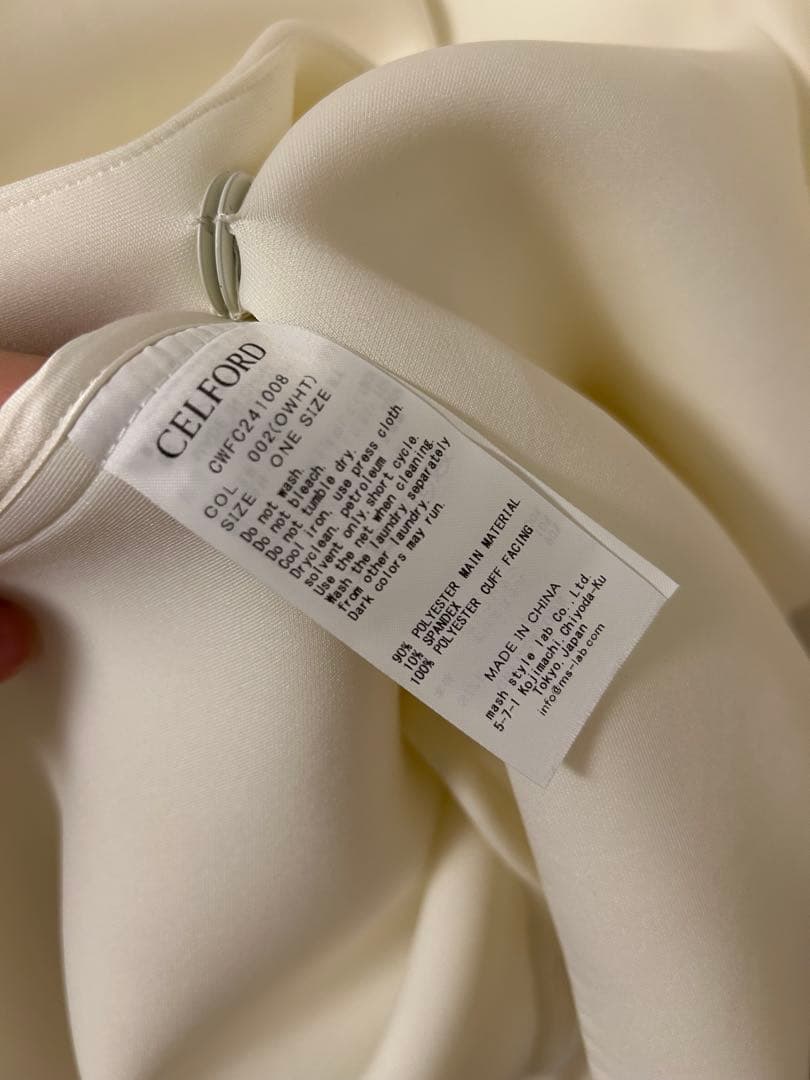 CELFORD
CWFC241008
COL 002(OWHT)
SIZE ONE SIZE
Do not wash.
Do not bleach.
Do not tumble dry.
Cool iron, use press cloth
Dryclean, petroleum
solvent only, short cycle.
Use the net when cleaning.
Wash the laundry separately
from other laundry.
Dark colors may run.
90% POLYESTER MAIN MATERIAL
10% SPANDEX
100% POLYESTER CUFF FACING
MADE IN CHINA
mash style lab Co., Ltd.
5-7-1 Kojimachi, Chiyoda-Ku
Tokyo, Japan
info@ms-lab.com